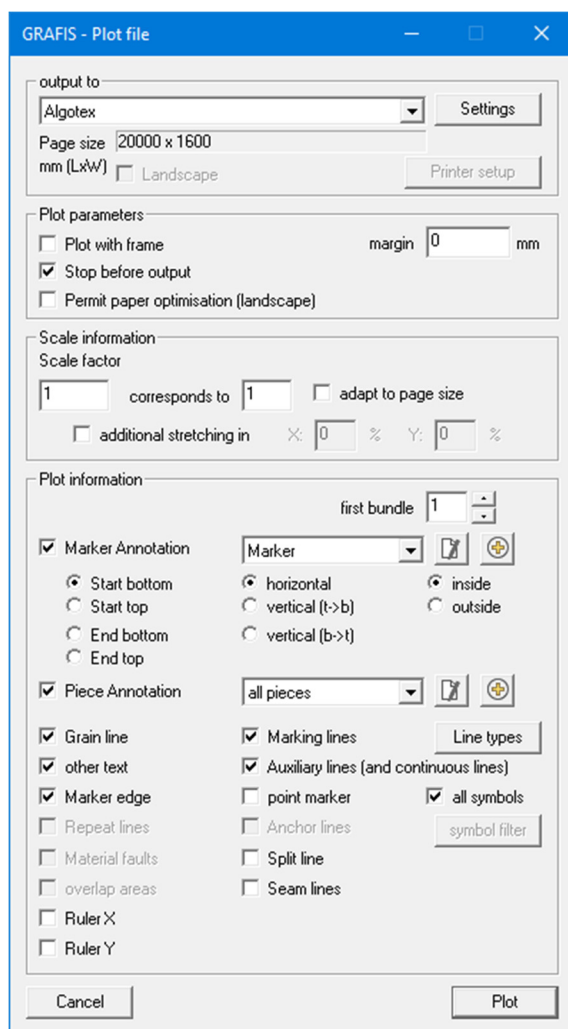 GRAFIS - Plot file
output to
Algotex
Settings
Page size 20000 x 1600
mm (LxW) Landscape
Printer setup
Plot parameters
Plot with frame margin 0 mm
Stop before output
Permit paper optimisation (landscape)
Scale information
Scale factor
1 corresponds to 1 adapt to page size
additional stretching in X: 0 % Y: 0 %
Plot information
first bundle 1
Marker Annotation Marker
Start bottom horizontal inside
Start top vertical (t->b) outside
End bottom vertical (b->t)
End top
Piece Annotation all pieces
Grain line Marking lines Line types
other text Auxiliary lines (and continuous lines)
Marker edge point marker all symbols
Repeat lines Anchor lines symbol filter
Material faults Split line
overlap areas Seam lines
Ruler X
Ruler Y
Cancel Plot